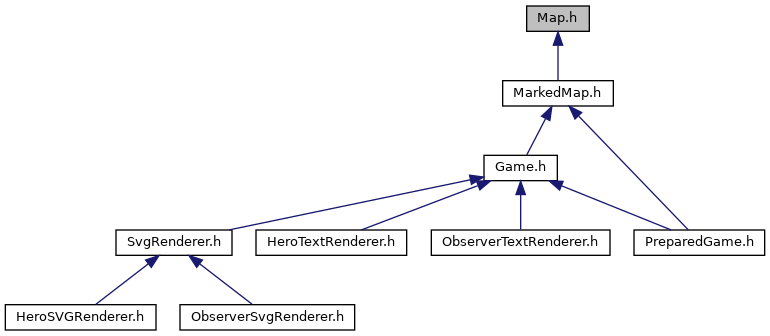 Map.h
MarkedMap.h
Game.h
SvgRenderer.h
HeroTextRenderer.h
ObserverTextRenderer.h
PreparedGame.h
HeroSVGRenderer.h
ObserverSvgRenderer.h